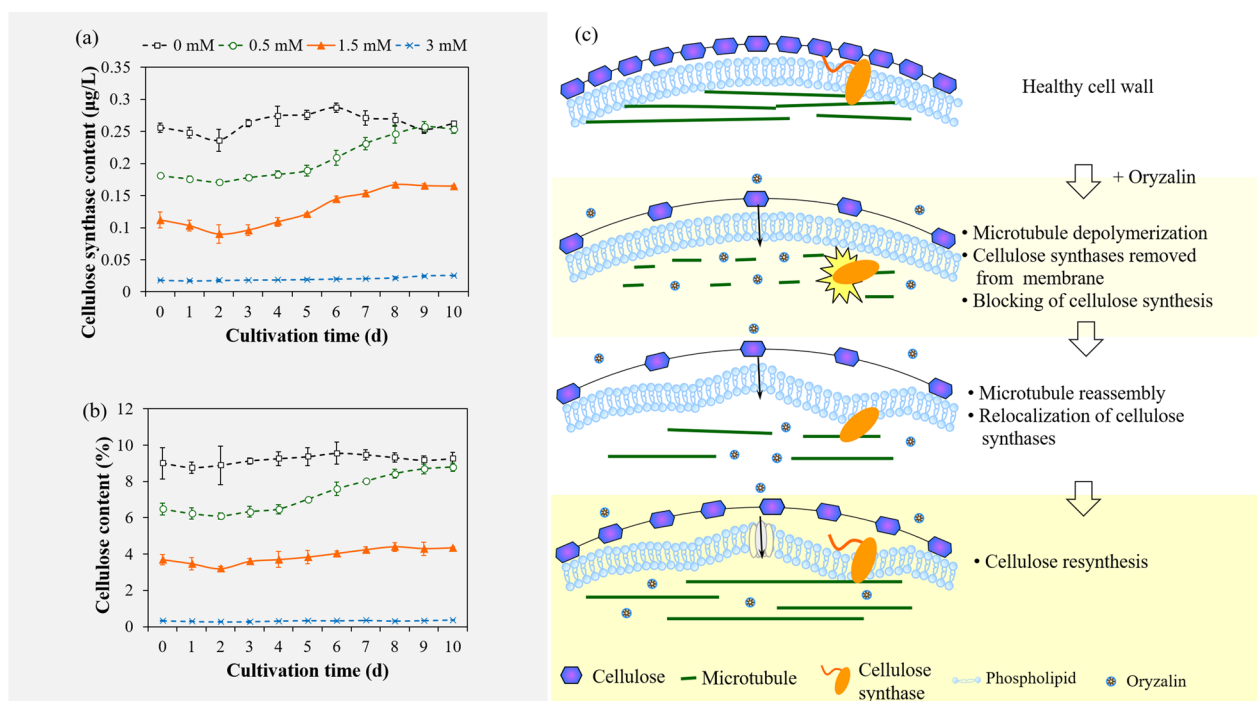 (a)
0 mM 0.5 mM 1.5 mM 3 mM
Cellulose synthase content (μg/L)
0.35
0.3
0.25
0.2
0.15
0.1
0.05
0
0 1 2 3 4 5 6 7 8 9 10
Cultivation time (d)
(b)
Cellulose content (%)
12
10
8
6
4
2
0
0 1 2 3 4 5 6 7 8 9 10
Cultivation time (d)
(c)
Healthy cell wall
+ Oryzalin
• Microtubule depolymerization
• Cellulose synthases removed
from membrane
• Blocking of cellulose synthesis
• Microtubule reassembly
• Relocalization of cellulose
synthases
• Cellulose resynthesis
Cellulose
Microtubule
Cellulose
synthase
Phospholipid
Oryzalin